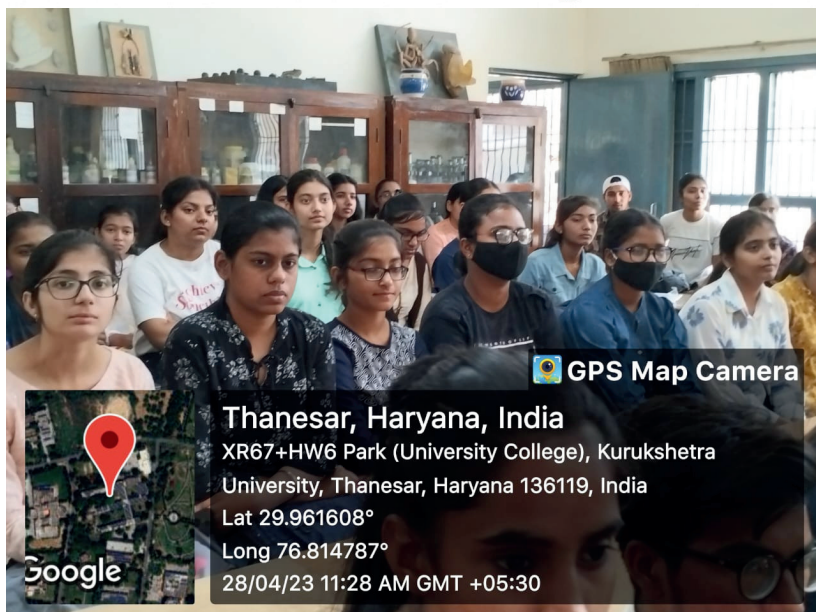 GPS Map Camera
Thanesar, Haryana, India
XR67+HW6 Park (University College), Kurukshetra
University, Thanesar, Haryana 136119, India
Lat 29.961608°
Long 76.814787°
28/04/23 11:28 AM GMT +05:30
Google